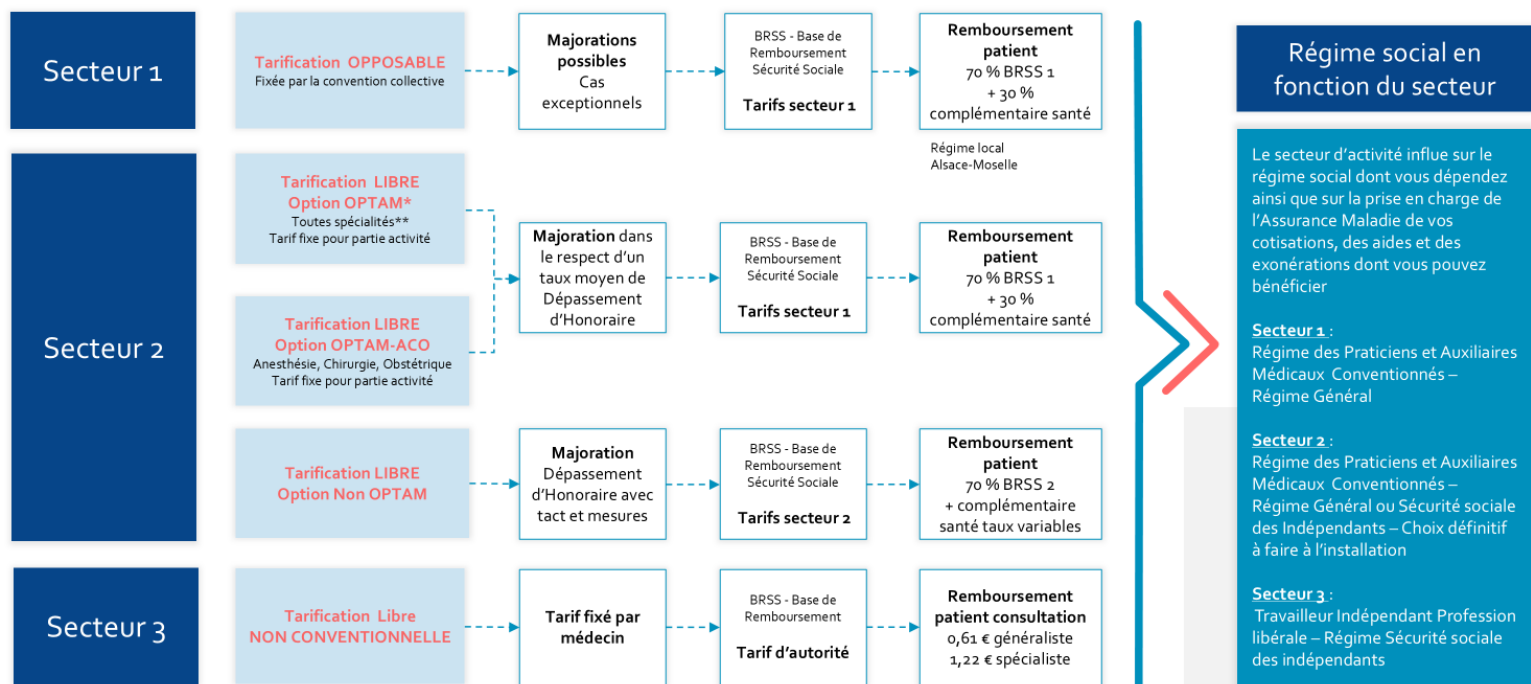 Secteur 1
Tarification OPPOSABLE
Fixée par la convention collective
Majorations
possibles
Cas
exceptionnels
BRSS - Base de
Remboursement
Sécurité Sociale
Tarifs secteur 1
Remboursement
patient
70 % BRSS 1
+ 30 %
complémentaire santé
Régime local
Alsace-Moselle
Secteur 2
Tarification LIBRE
Option OPTAM*
Toutes spécialités**
Tarif fixe pour partie activité
Tarification LIBRE
Option OPTAM-ACO
Anesthésie, Chirurgie, Obstétrique
Tarif fixe pour partie activité
Majoration dans
le respect d'un
taux moyen de
Dépassement
d'Honoraire
BRSS - Base de
Remboursement
Sécurité Sociale
Tarifs secteur 1
Remboursement
patient
70 % BRSS 1
+ 30 %
complémentaire santé
Tarification LIBRE
Option Non OPTAM
Majoration
Dépassement
d'Honoraire avec
tact et mesures
BRSS - Base de
Remboursement
Sécurité Sociale
Tarifs secteur 2
Remboursement
patient
70 % BRSS 2
+ complémentaire
santé taux variables
Secteur 3
Tarification Libre
NON CONVENTIONNELLE
Tarif fixé par
médecin
BRSS - Base de
Remboursement
Tarif d'autorité
Remboursement
patient consultation
0,61 € généraliste
1,22 € spécialiste
Régime social en
fonction du secteur
Le secteur d'activité influe sur le
régime social dont vous dépendez
ainsi que sur la prise en charge de
l'Assurance Maladie de vos
cotisations, des aides et des
exonérations dont vous pouvez
bénéficier
Secteur 1 :
Régime des Praticiens et Auxiliaires
Médicaux Conventionnés –
Régime Général
Secteur 2 :
Régime des Praticiens et Auxiliaires
Médicaux Conventionnés –
Régime Général ou Sécurité sociale
des Indépendants – Choix définitif
à faire à l'installation
Secteur 3 :
Travailleur Indépendant Profession
libérale – Régime Sécurité sociale
des indépendants